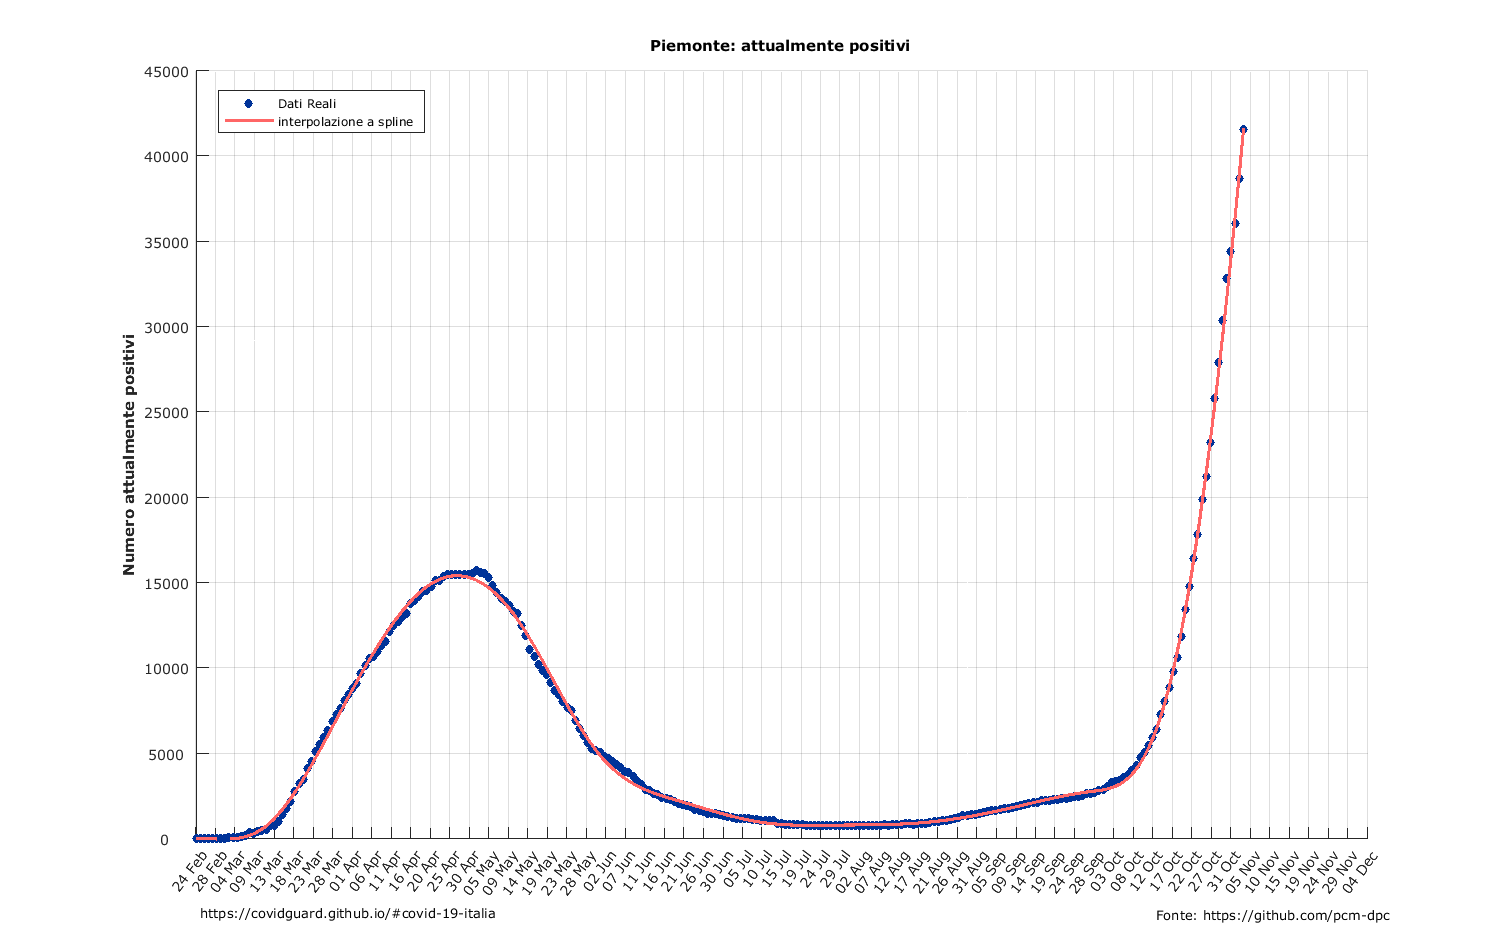 Piemonte: attualmente positivi
Dati Reali
interpolazione a spline
Numero attualmente positivi
45000
40000
35000
30000
25000
20000
15000
10000
5000
0
24 Feb
28 Feb
04 Mar
09 Mar
13 Mar
18 Mar
23 Mar
28 Mar
01 Apr
06 Apr
11 Apr
16 Apr
20 Apr
25 Apr
30 Apr
05 May
09 May
14 May
19 May
23 May
28 May
02 Jun
07 Jun
11 Jun
16 Jun
21 Jun
26 Jun
30 Jun
05 Jul
10 Jul
15 Jul
19 Jul
24 Jul
29 Jul
02 Aug
07 Aug
12 Aug
17 Aug
21 Aug
26 Aug
31 Aug
05 Sep
09 Sep
14 Sep
19 Sep
24 Sep
28 Sep
03 Oct
08 Oct
12 Oct
17 Oct
22 Oct
27 Oct
31 Oct
05 Nov
10 Nov
15 Nov
19 Nov
24 Nov
29 Nov
04 Dec
https://covidguard.github.io/#covid-19-italia
Fonte: https://github.com/pcm-dpc